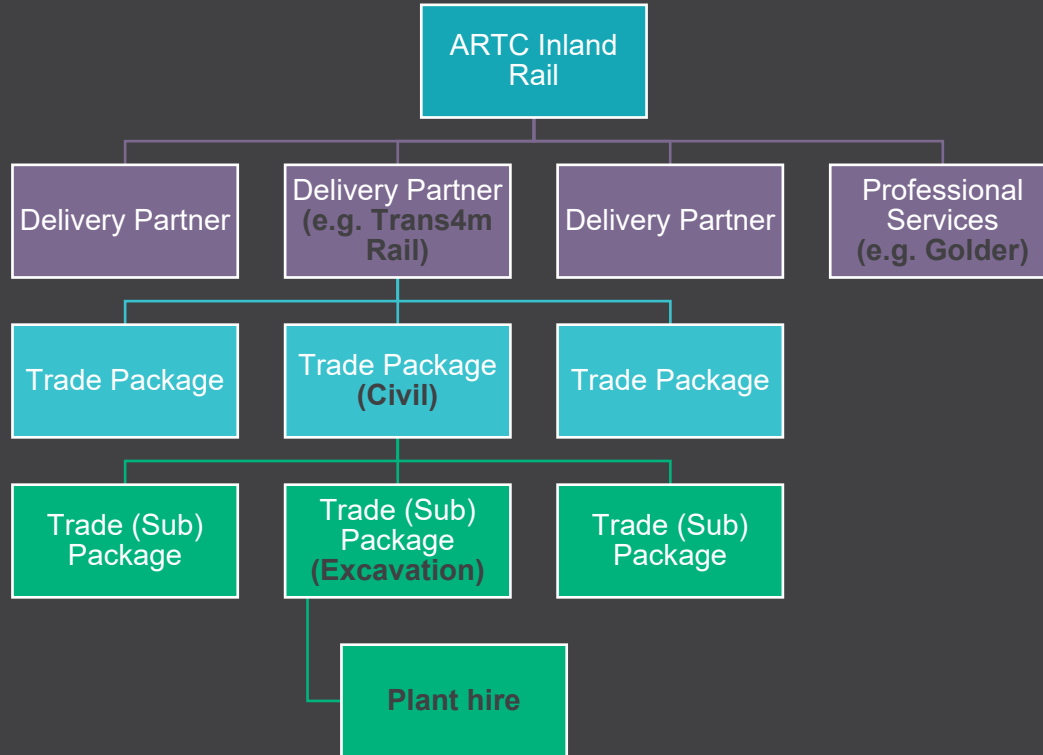 ARTC Inland
Rail
Delivery Partner
Delivery Partner
(e.g. Trans4m
Rail)
Delivery Partner
Professional
Services
(e.g. Golder)
Trade Package
Trade Package
(Civil)
Trade Package
Trade (Sub)
Package
Trade (Sub)
Package
(Excavation)
Trade (Sub)
Package
Plant hire